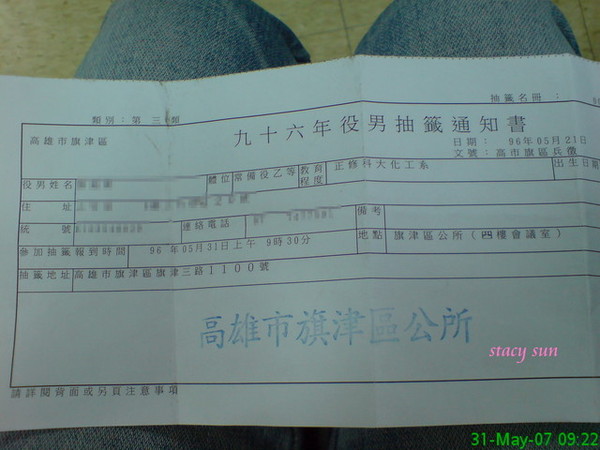 抽籤名冊：
類別：第三類
九十六年役男抽籤通知書
高雄市旗津區
日期：96年05月21日
文號：高市旗區兵徵
役男姓名
體位 常備役乙等 教育程度 正修科大化工系 出生日期
住址
統號
連絡電話
備考
參加抽籤報到時間 96年05月31日上午 9時30分
地點 旗津區公所（四樓會議室）
抽籤地址 高雄市旗津區旗津三路1100號
高雄市旗津區公所
stacy sun
請詳閱背面或另頁注意事項
31-May-07 09:22